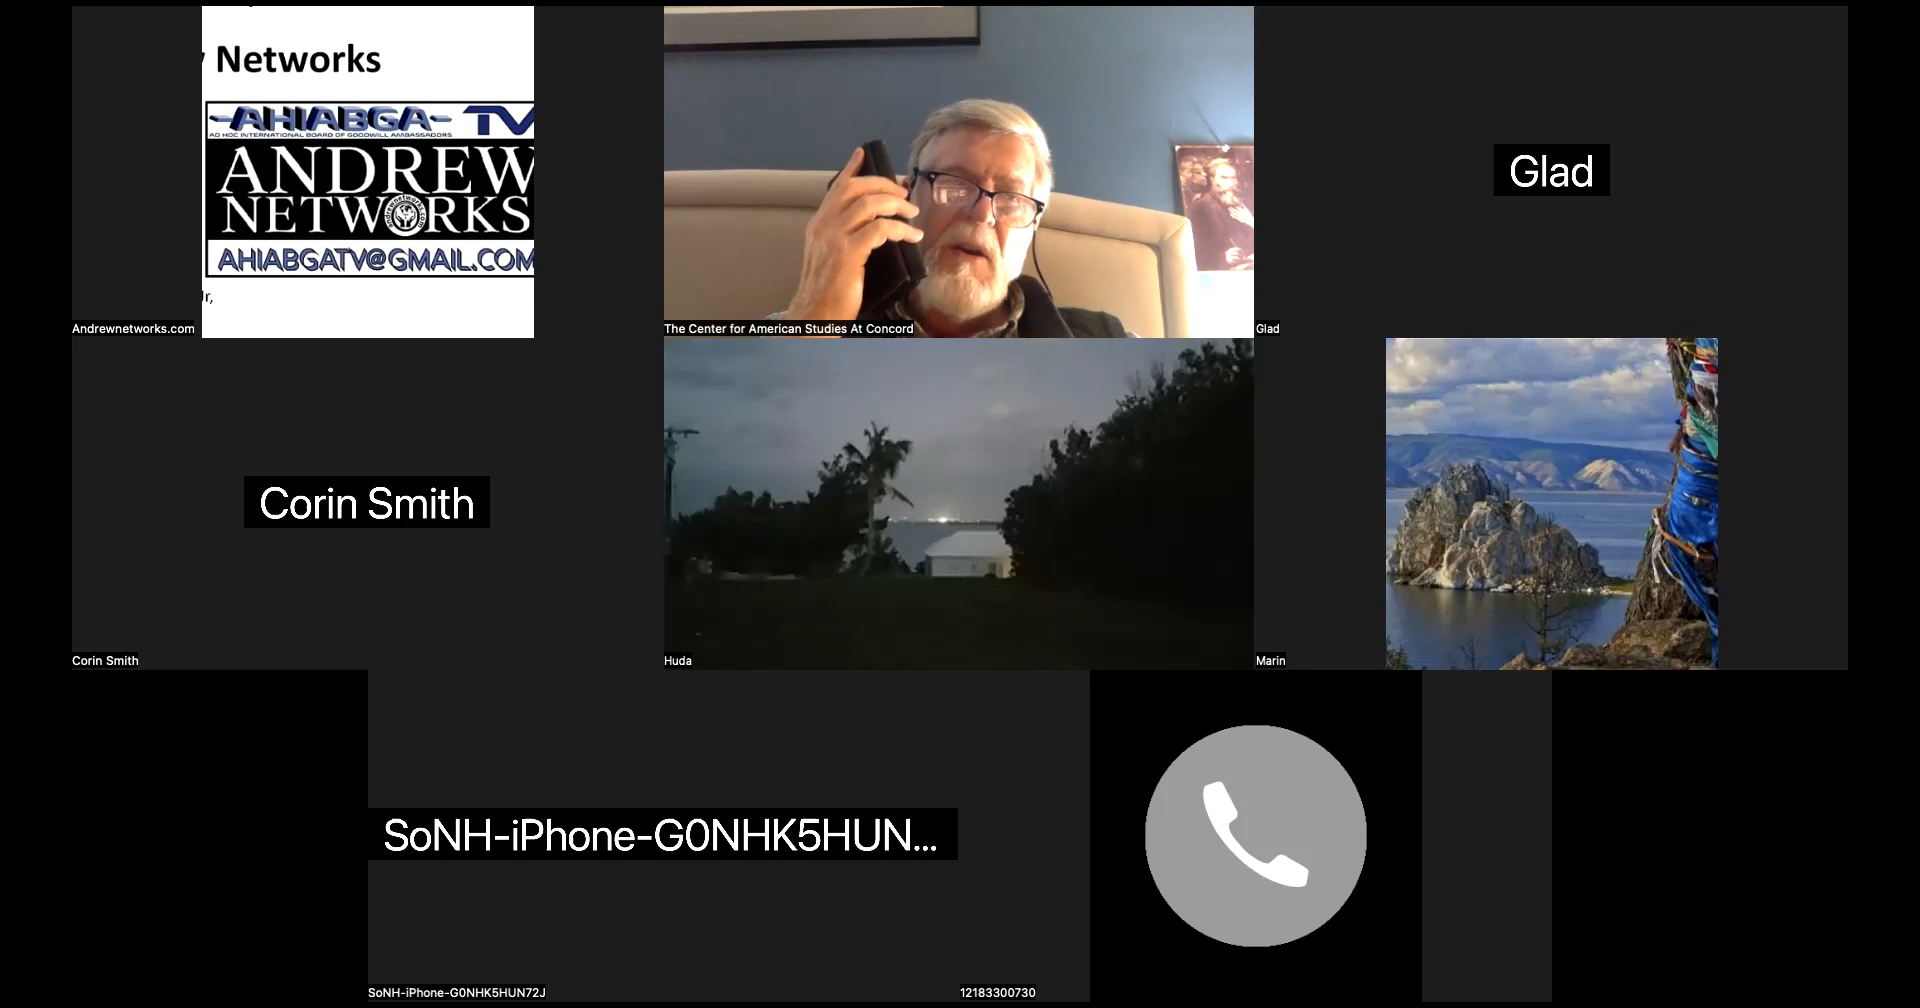 Networks
-AHIABGA- TV
AD HOC INTERNATIONAL BOARD OF GOODWILL AMBASSADORS
ANDREW
NETWORKS
AHIABGATV@GMAIL.COM
Jr,
Andrewnetworks.com
The Center for American Studies At Concord
Glad
Glad
Corin Smith
Corin Smith
Huda
Marin
SoNH-iPhone-G0NHK5HUN...
SoNH-iPhone-G0NHK5HUN72J
12183300730